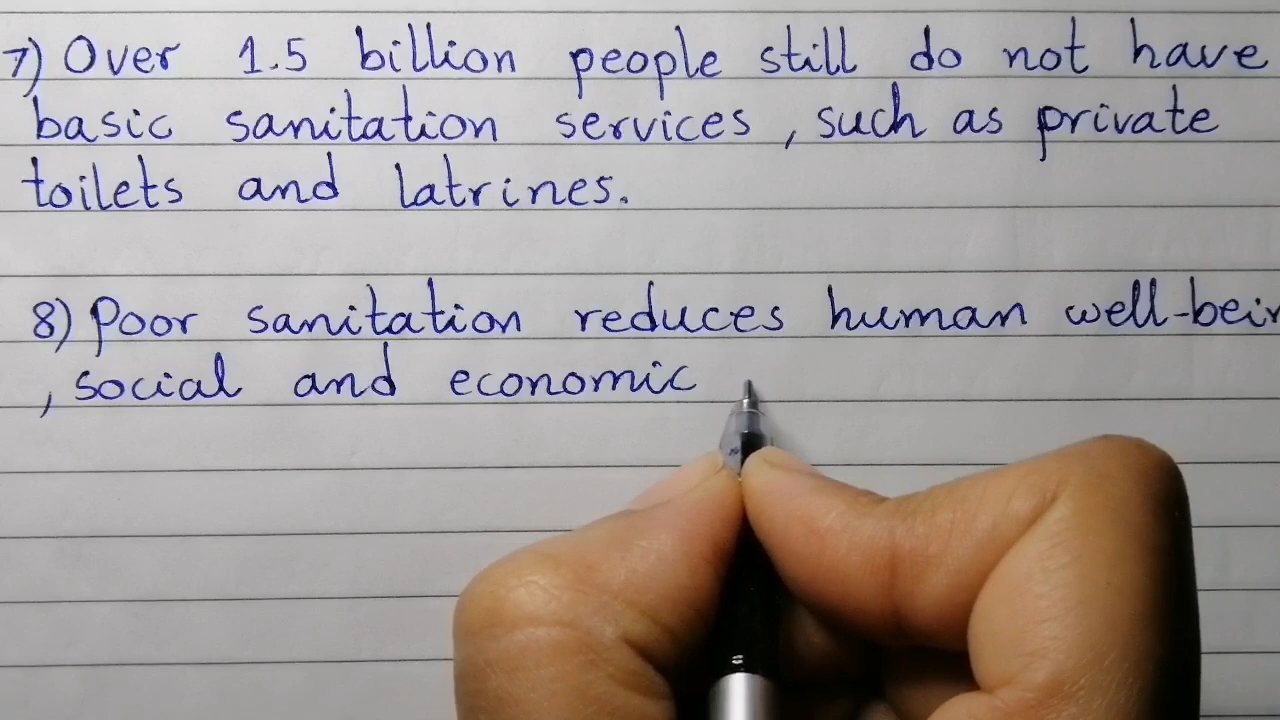 7) Over 1.5 billion people still do not have
basic sanitation services, such as private
toilets and latrines.
8) Poor sanitation reduces human well-bein
, social and economic